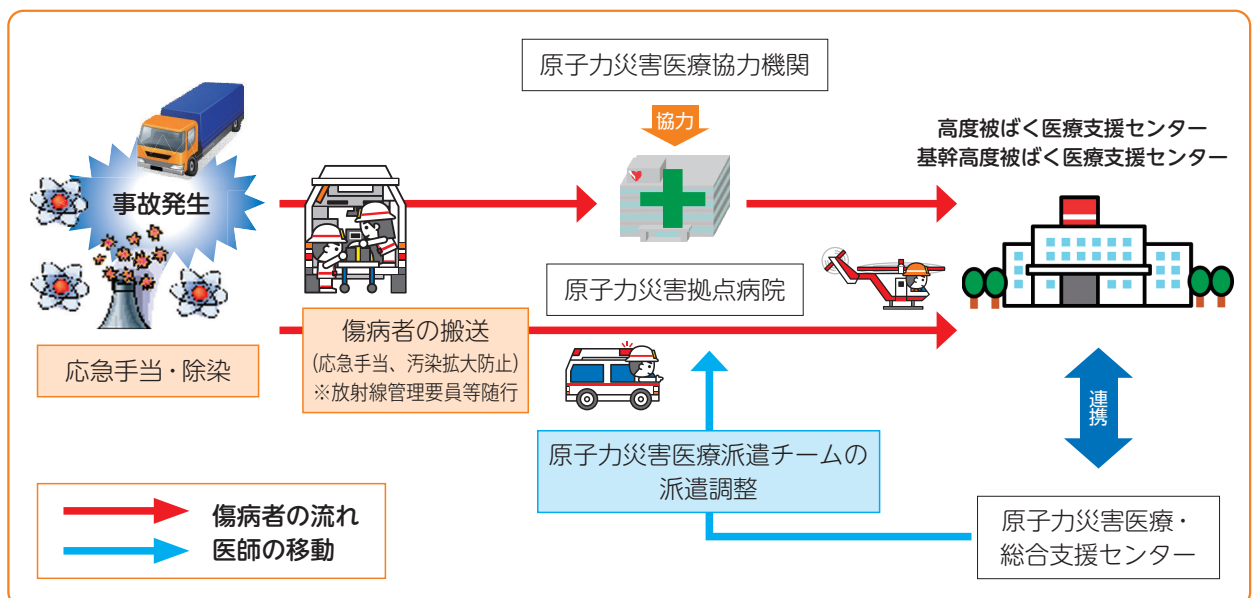 原子力災害医療協力機関
協力
高度被ばく医療支援センター
基幹高度被ばく医療支援センター
事故発生
原子力災害拠点病院
応急手当・除染
傷病者の搬送
(応急手当、汚染拡大防止)
※放射線管理要員等随行
連携
原子力災害医療派遣チームの
派遣調整
傷病者の流れ
医師の移動
原子力災害医療・
総合支援センター